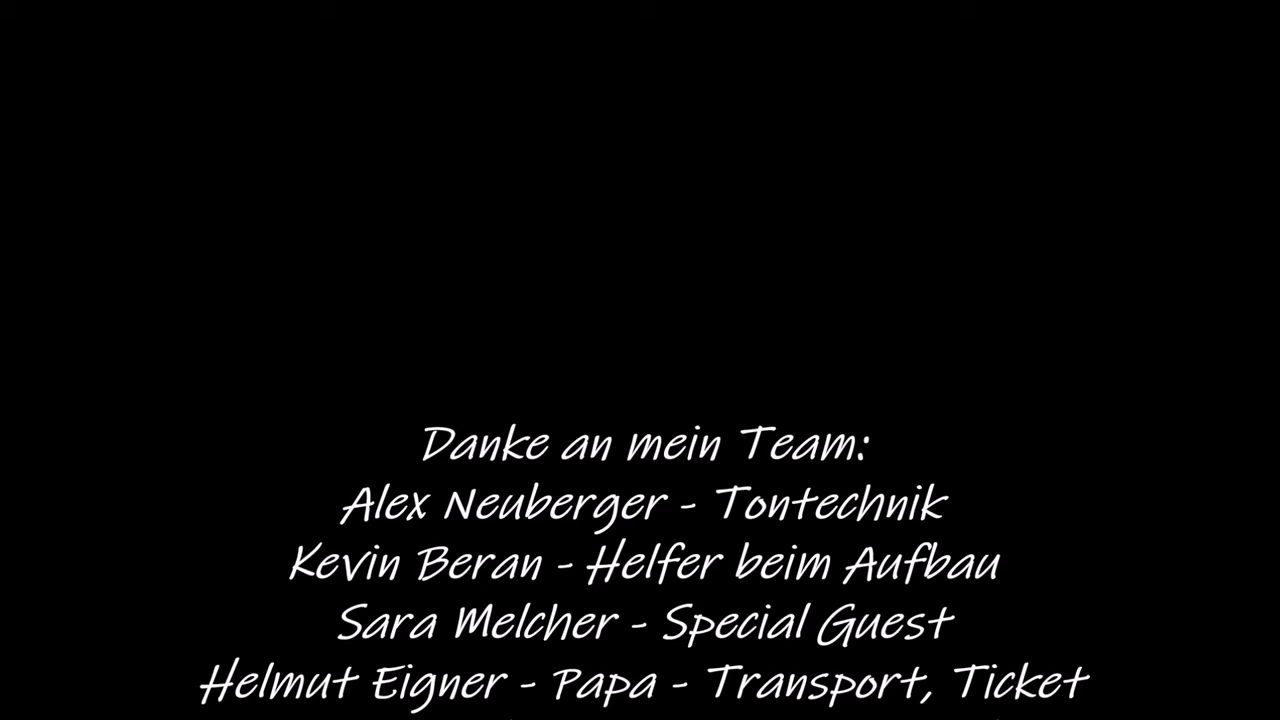 Danke an mein Team:
Alex Neuberger - Tontechnik
Kevin Beran - Helfer beim Aufbau
Sara Melcher - Special Guest
Helmut Eigner - Papa - Transport, Ticket